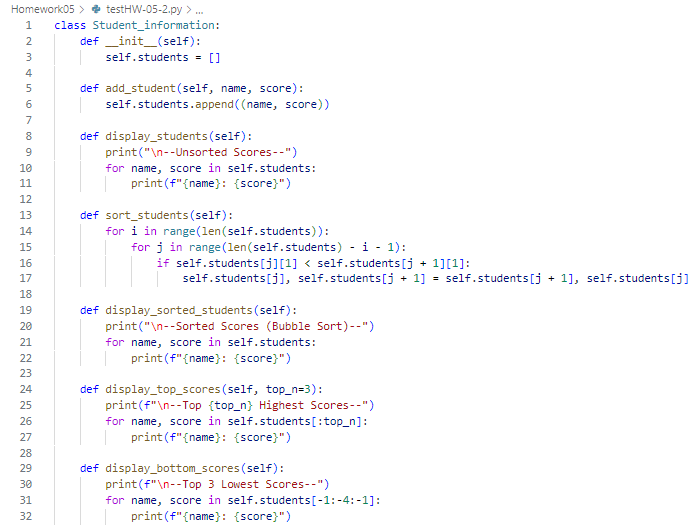 Homework05 > testHW-05-2.py > ...
1 class Student_information:
2     def __init__(self):
3         self.students = []
4
5     def add_student(self, name, score):
6         self.students.append((name, score))
7
8     def display_students(self):
9         print("\n--Unsorted Scores--")
10         for name, score in self.students:
11             print(f"{name}: {score}")
12
13     def sort_students(self):
14         for i in range(len(self.students)):
15             for j in range(len(self.students) - i - 1):
16                 if self.students[j][1] < self.students[j + 1][1]:
17                     self.students[j], self.students[j + 1] = self.students[j + 1], self.students[j]
18
19     def display_sorted_students(self):
20         print("\n--Sorted Scores (Bubble Sort)--")
21         for name, score in self.students:
22             print(f"{name}: {score}")
23
24     def display_top_scores(self, top_n=3):
25         print(f"\n--Top {top_n} Highest Scores--")
26         for name, score in self.students[:top_n]:
27             print(f"{name}: {score}")
28
29     def display_bottom_scores(self):
30         print(f"\n--Top 3 Lowest Scores--")
31         for name, score in self.students[-1:-4:-1]:
32             print(f"{name}: {score}")